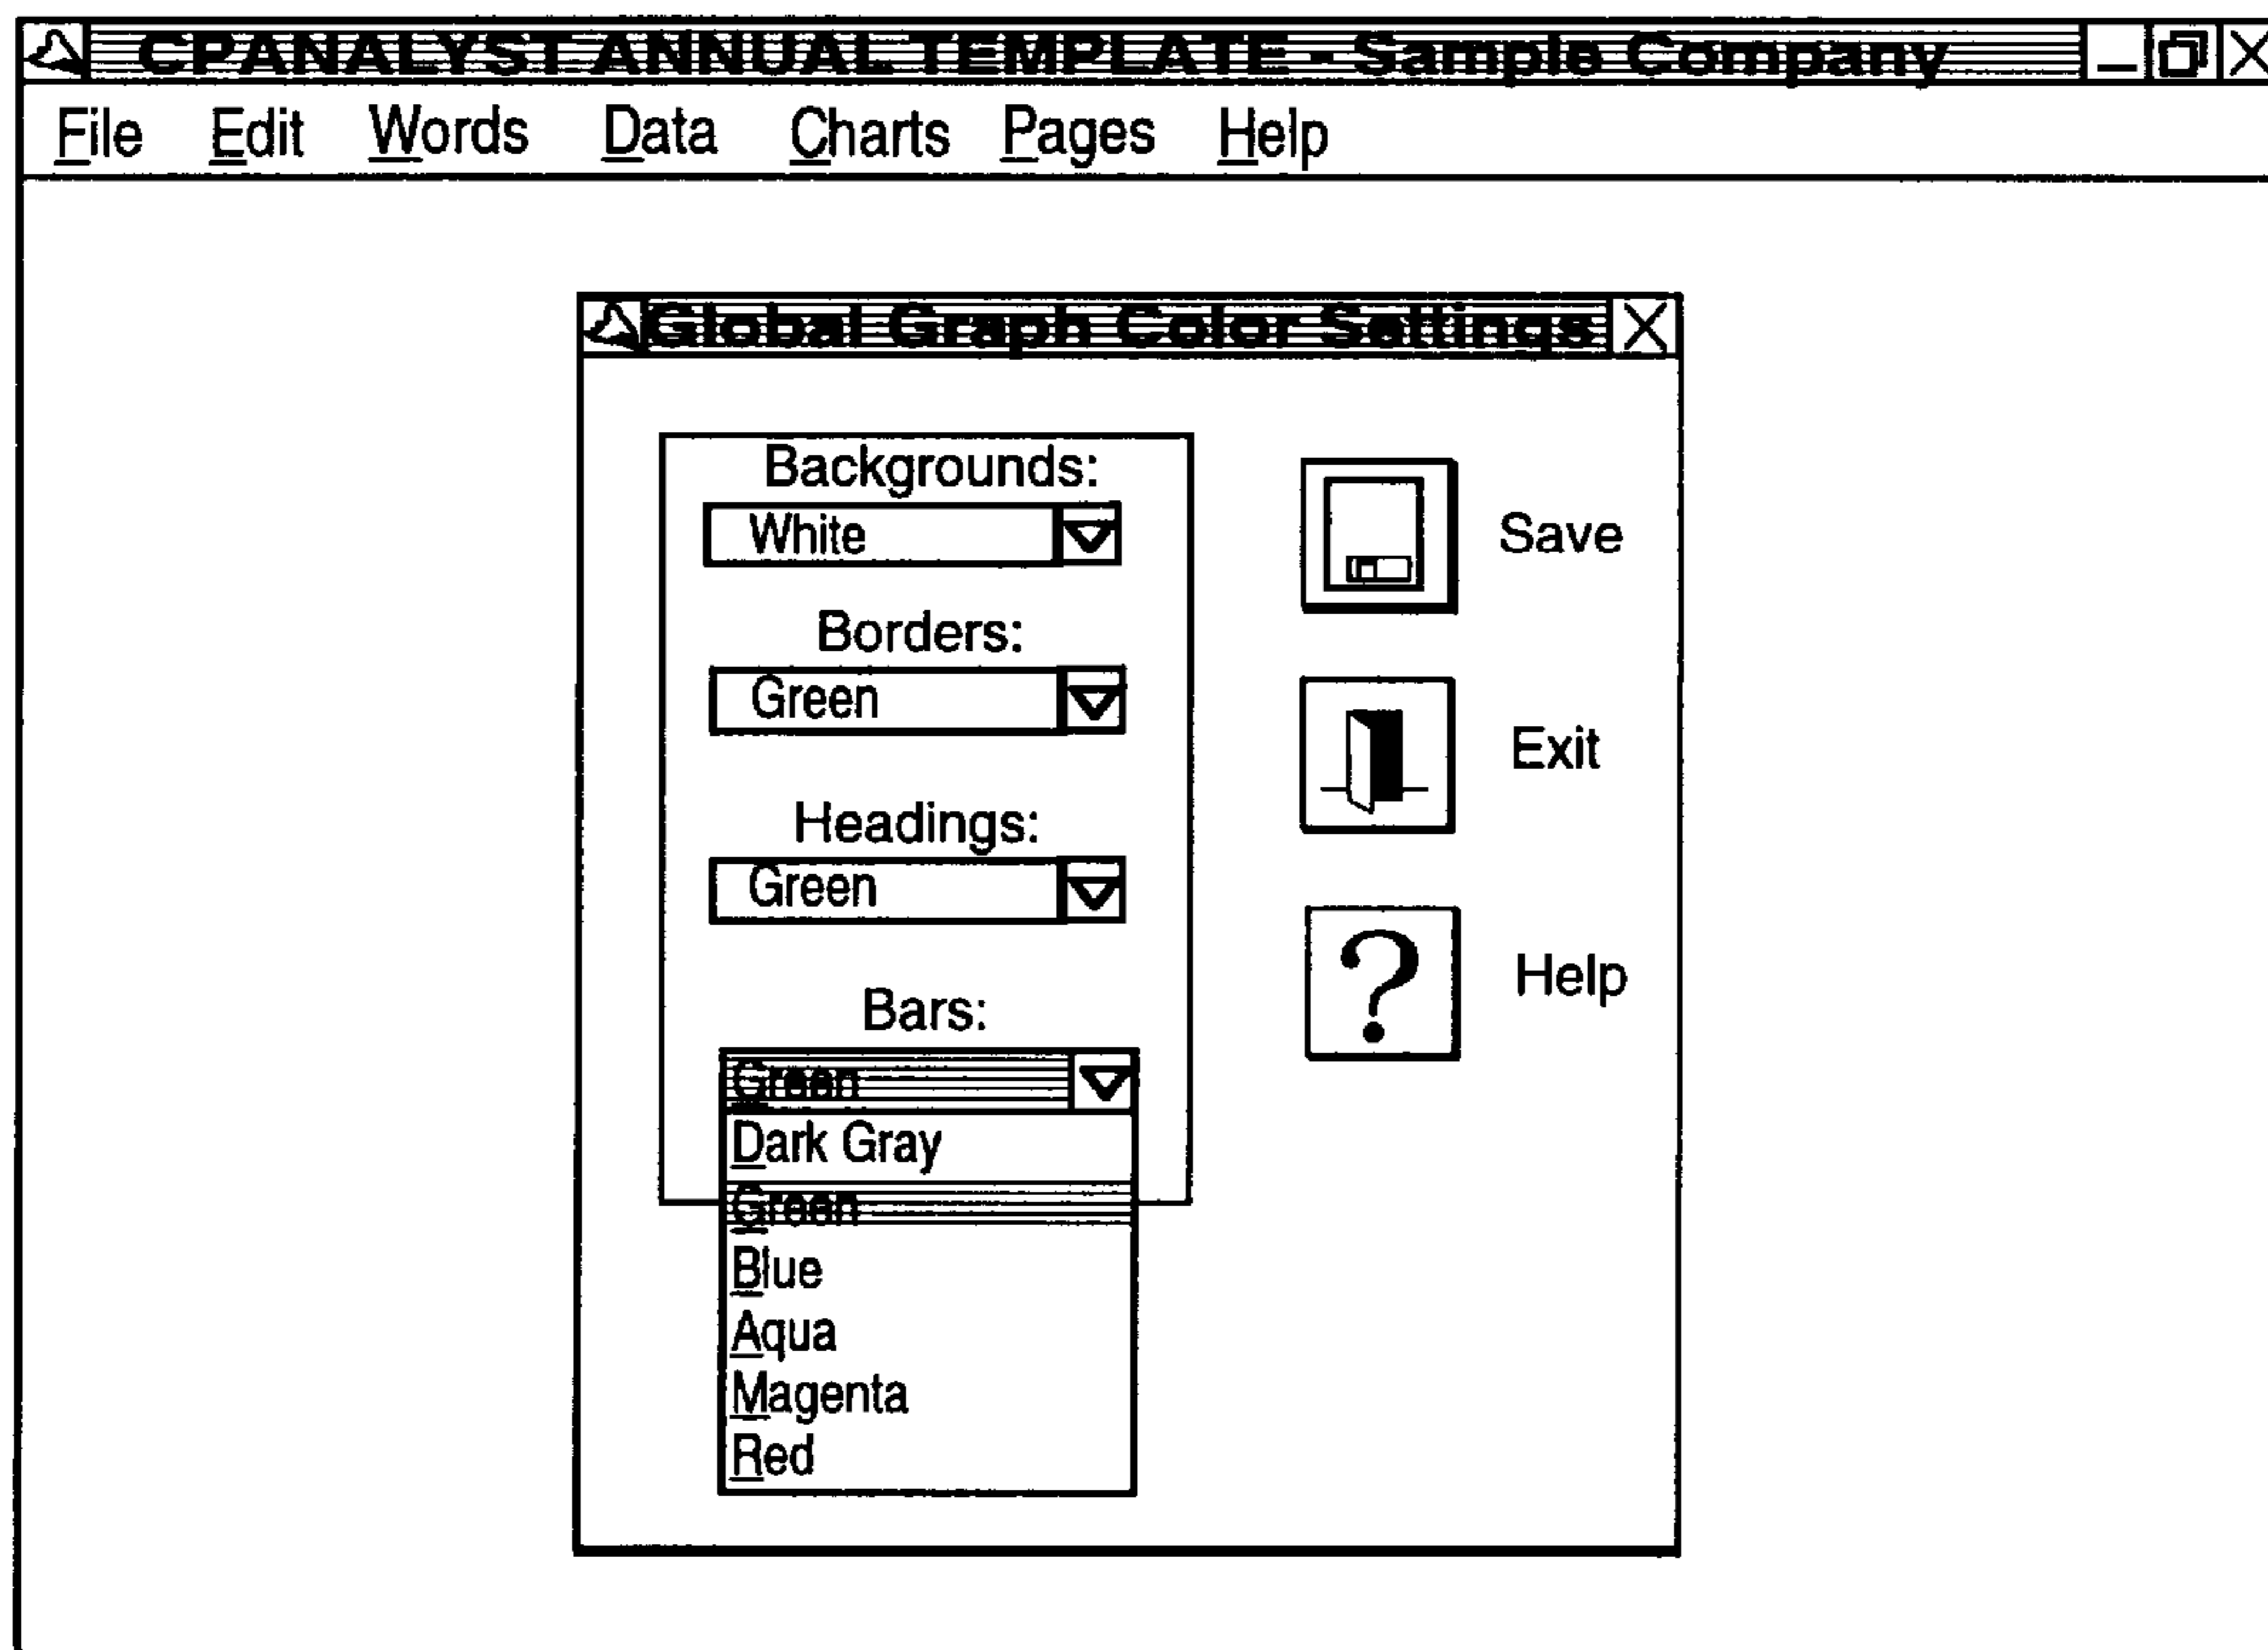 CPANALYST ANNUAL TEMPLATE - Sample Company
File Edit Words Data Charts Pages Help
Global Graph Color Settings
Backgrounds:
White
Borders:
Green
Headings:
Green
Bars:
Green
Dark Gray
Green
Blue
Aqua
Magenta
Red
Save
Exit
Help